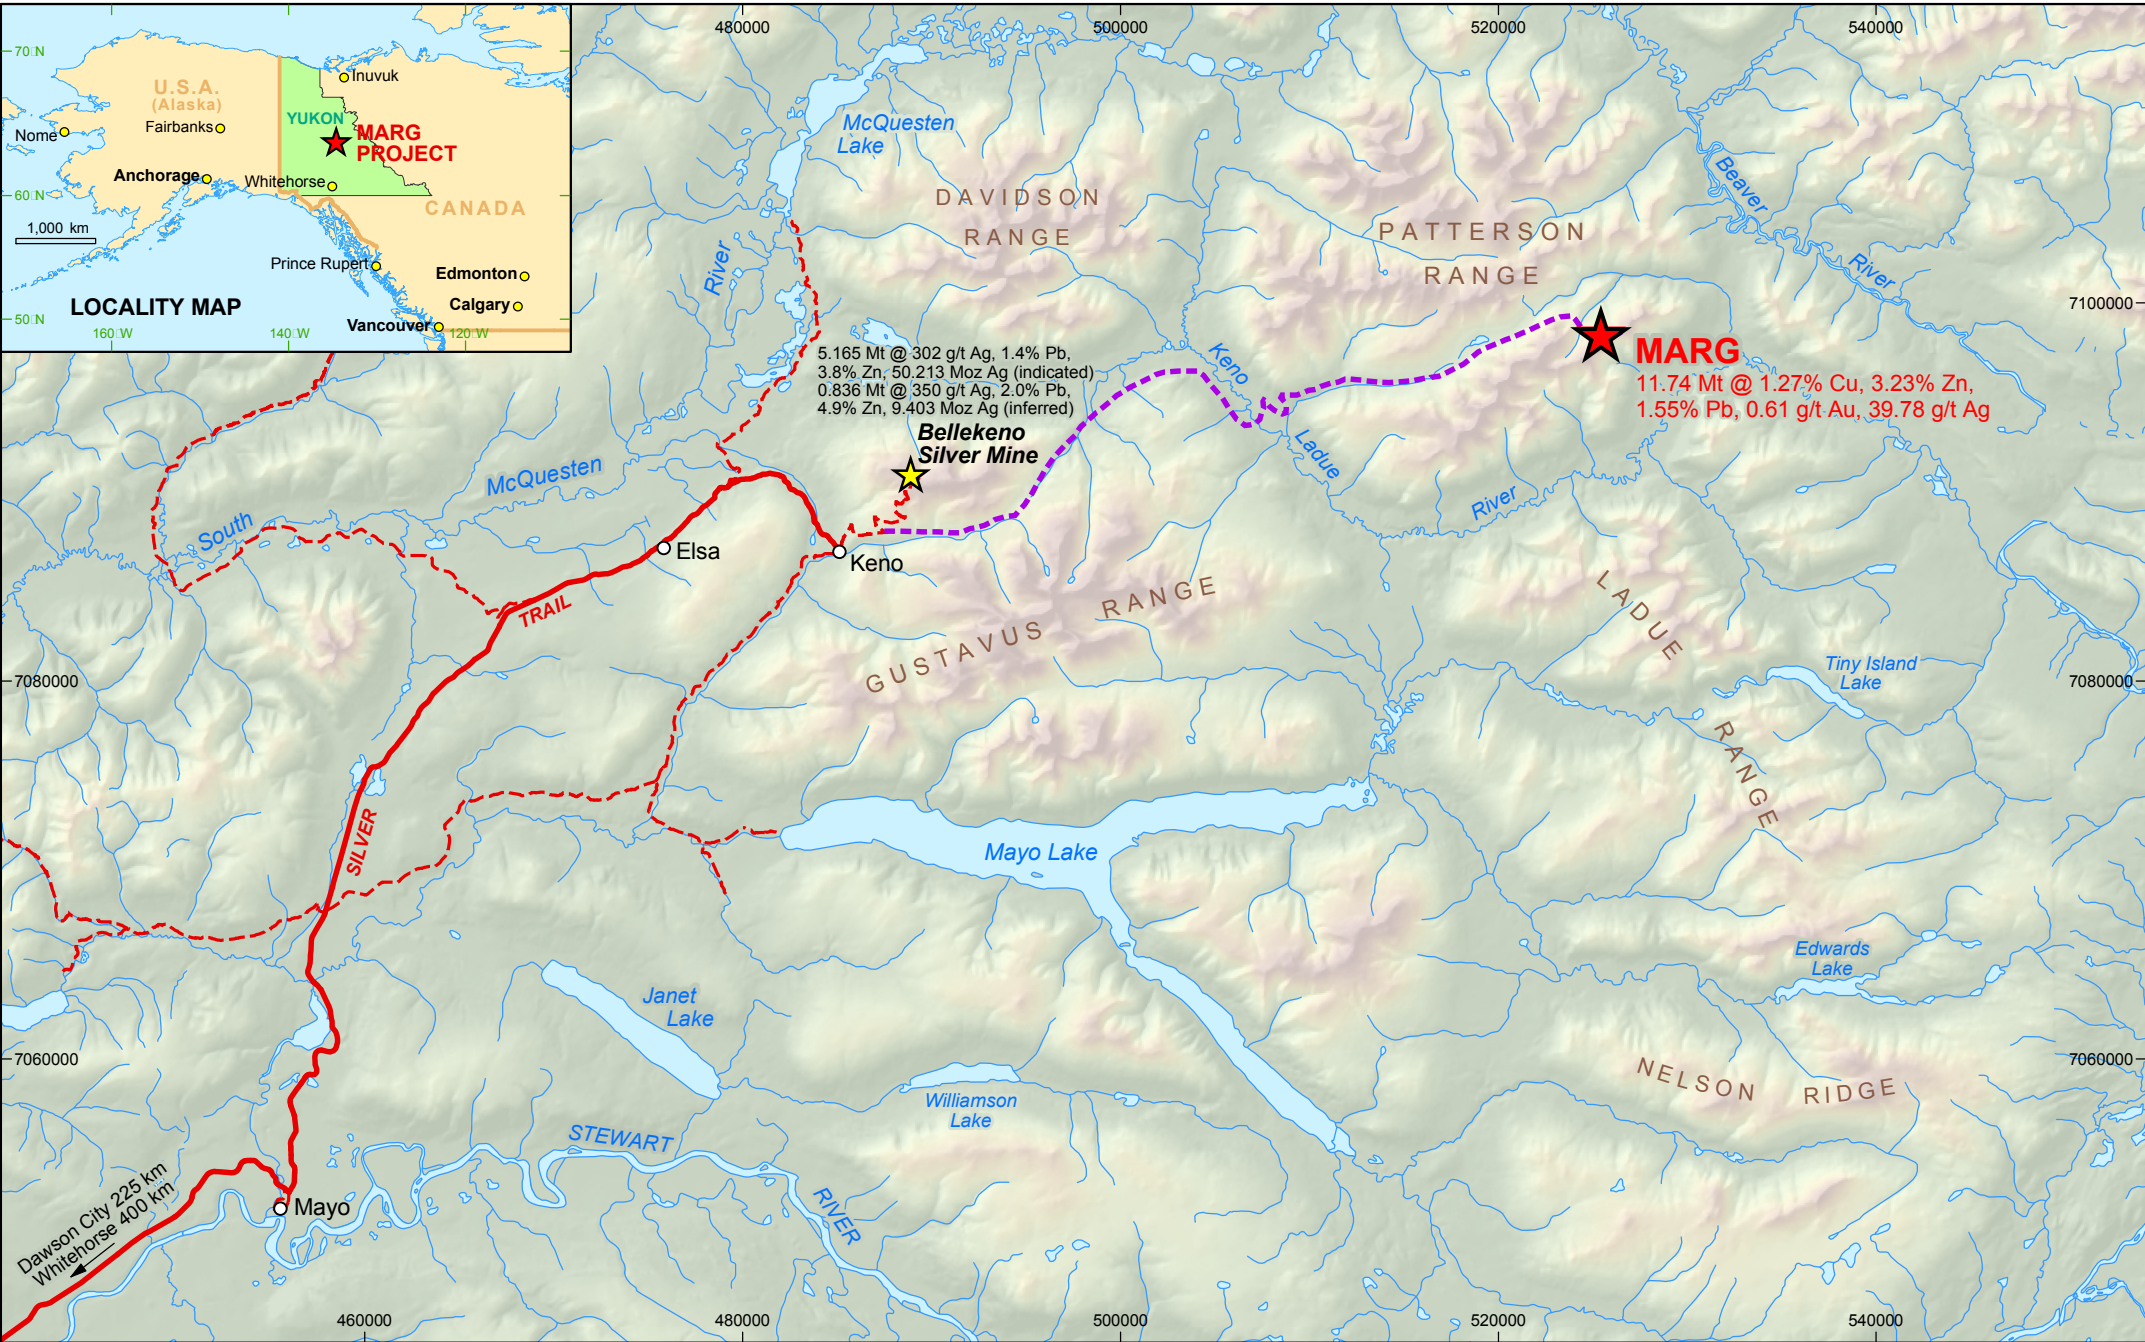 70°N
60°N
50°N
160°W
140°W
120°W
U.S.A.
(Alaska)
Inuvuk
YUKON
Nome
Fairbanks
MARG
PROJECT
Anchorage
Whitehorse
CANADA
1,000 km
Prince Rupert
Edmonton
Calgary
LOCALITY MAP
Vancouver
480000
500000
520000
540000
McQuesten
Lake
DAVIDSON
RANGE
PATTERSON
RANGE
Beaver
River
River
7100000
5.165 Mt @ 302 g/t Ag, 1.4% Pb,
3.8% Zn, 50.213 Moz Ag (indicated)
0.836 Mt @ 350 g/t Ag, 2.0% Pb,
4.9% Zn, 9.403 Moz Ag (inferred)
Bellekeno
Silver Mine
Keno
Ladue
River
MARG
11.74 Mt @ 1.27% Cu, 3.23% Zn,
1.55% Pb, 0.61 g/t Au, 39.78 g/t Ag
South
McQuesten
Elsa
Keno
SILVER
TRAIL
GUSTAVUS RANGE
LADUE
RANGE
Tiny Island
Lake
7080000
7080000
Mayo Lake
Edwards
Lake
Janet
Lake
7060000
7060000
NELSON RIDGE
Williamson
Lake
STEWART
RIVER
Mayo
Dawson City 225 km
Whitehorse 400 km
460000
480000
500000
520000
540000